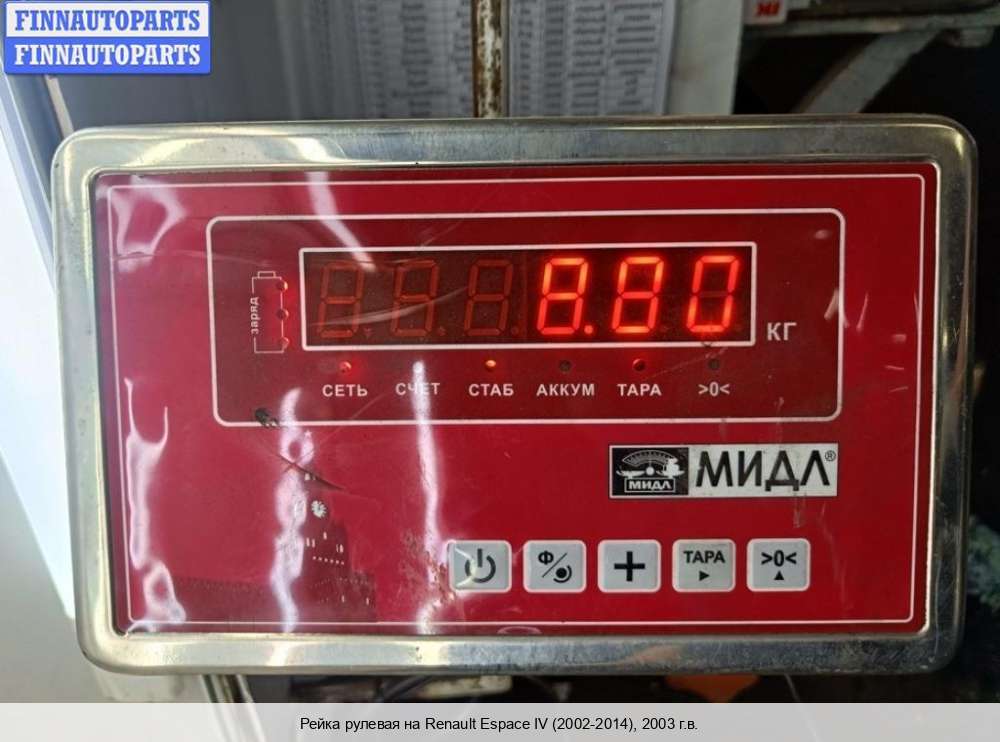 FINNAUTOPARTS
FINNAUTOPARTS
заряд
8.80 кг
СЕТЬ СЧЕТ СТАБ АККУМ ТАРА >0<
МИДЛ МИДЛ®
Ф/ + ТАРА >0<
Рейка рулевая на Renault Espace IV (2002-2014), 2003 г.в.